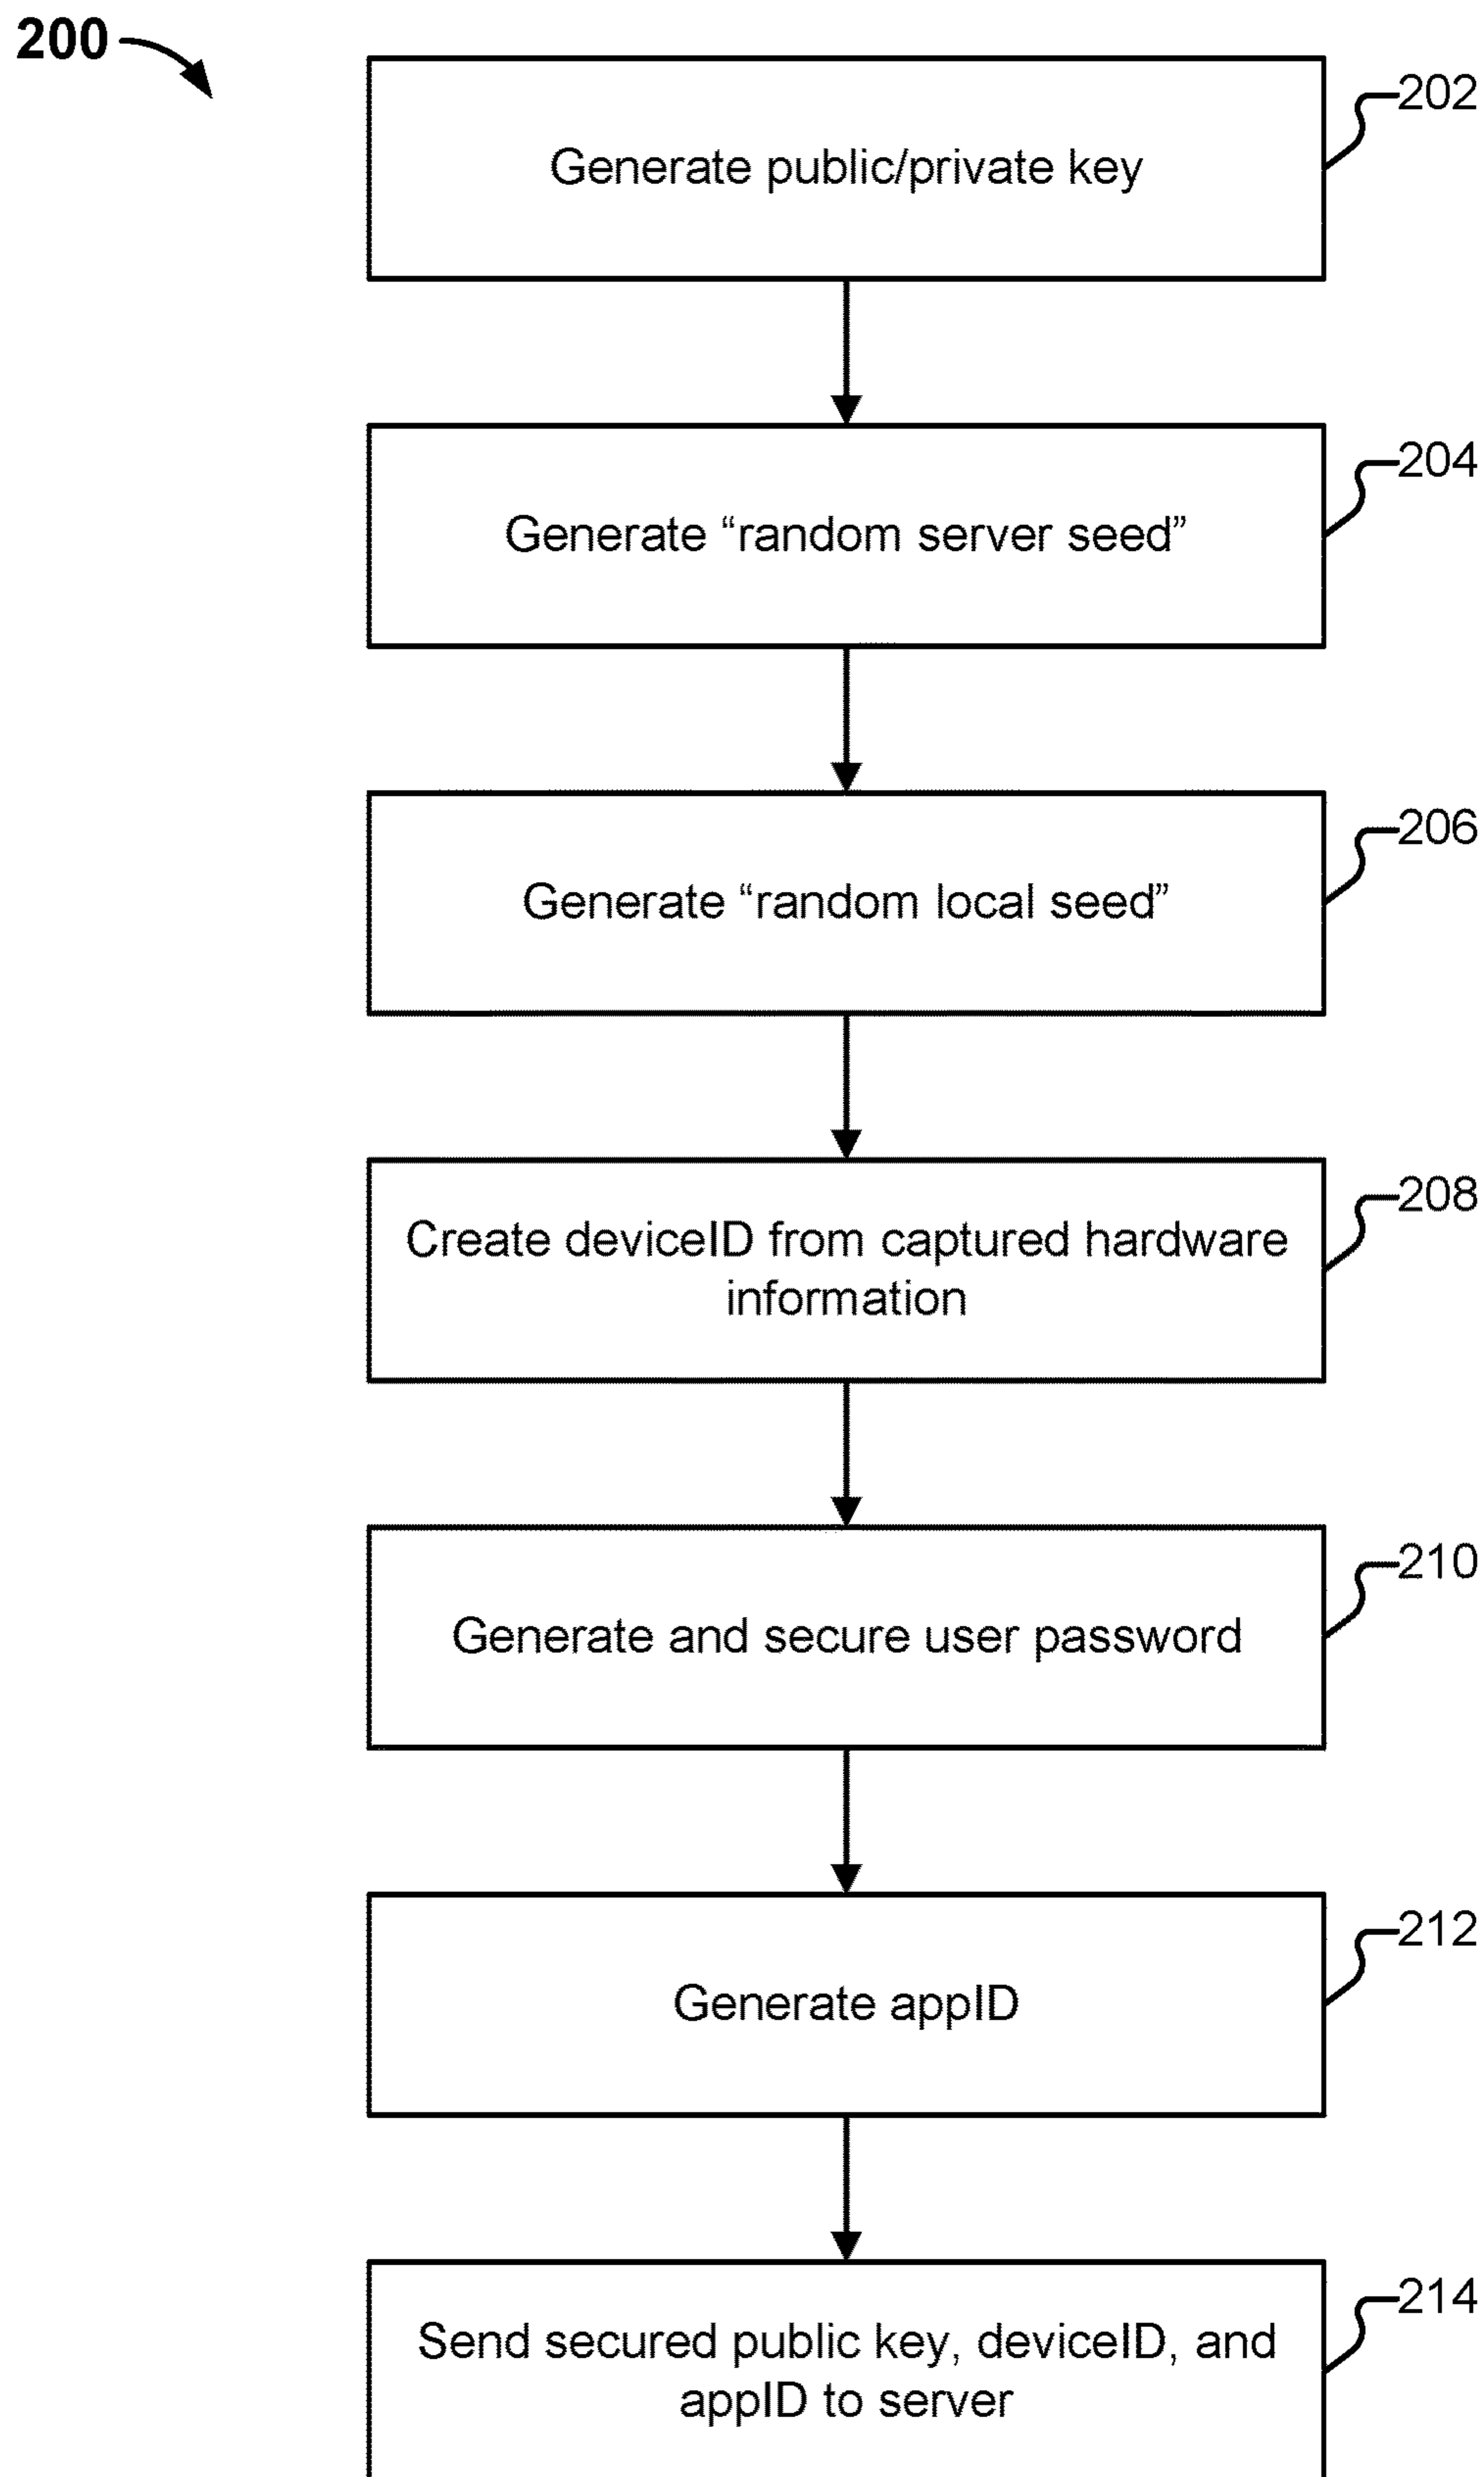 200
202
Generate public/private key
204
Generate “random server seed”
206
Generate “random local seed”
208
Create deviceID from captured hardware
information
210
Generate and secure user password
212
Generate appID
214
Send secured public key, deviceID, and
appID to server